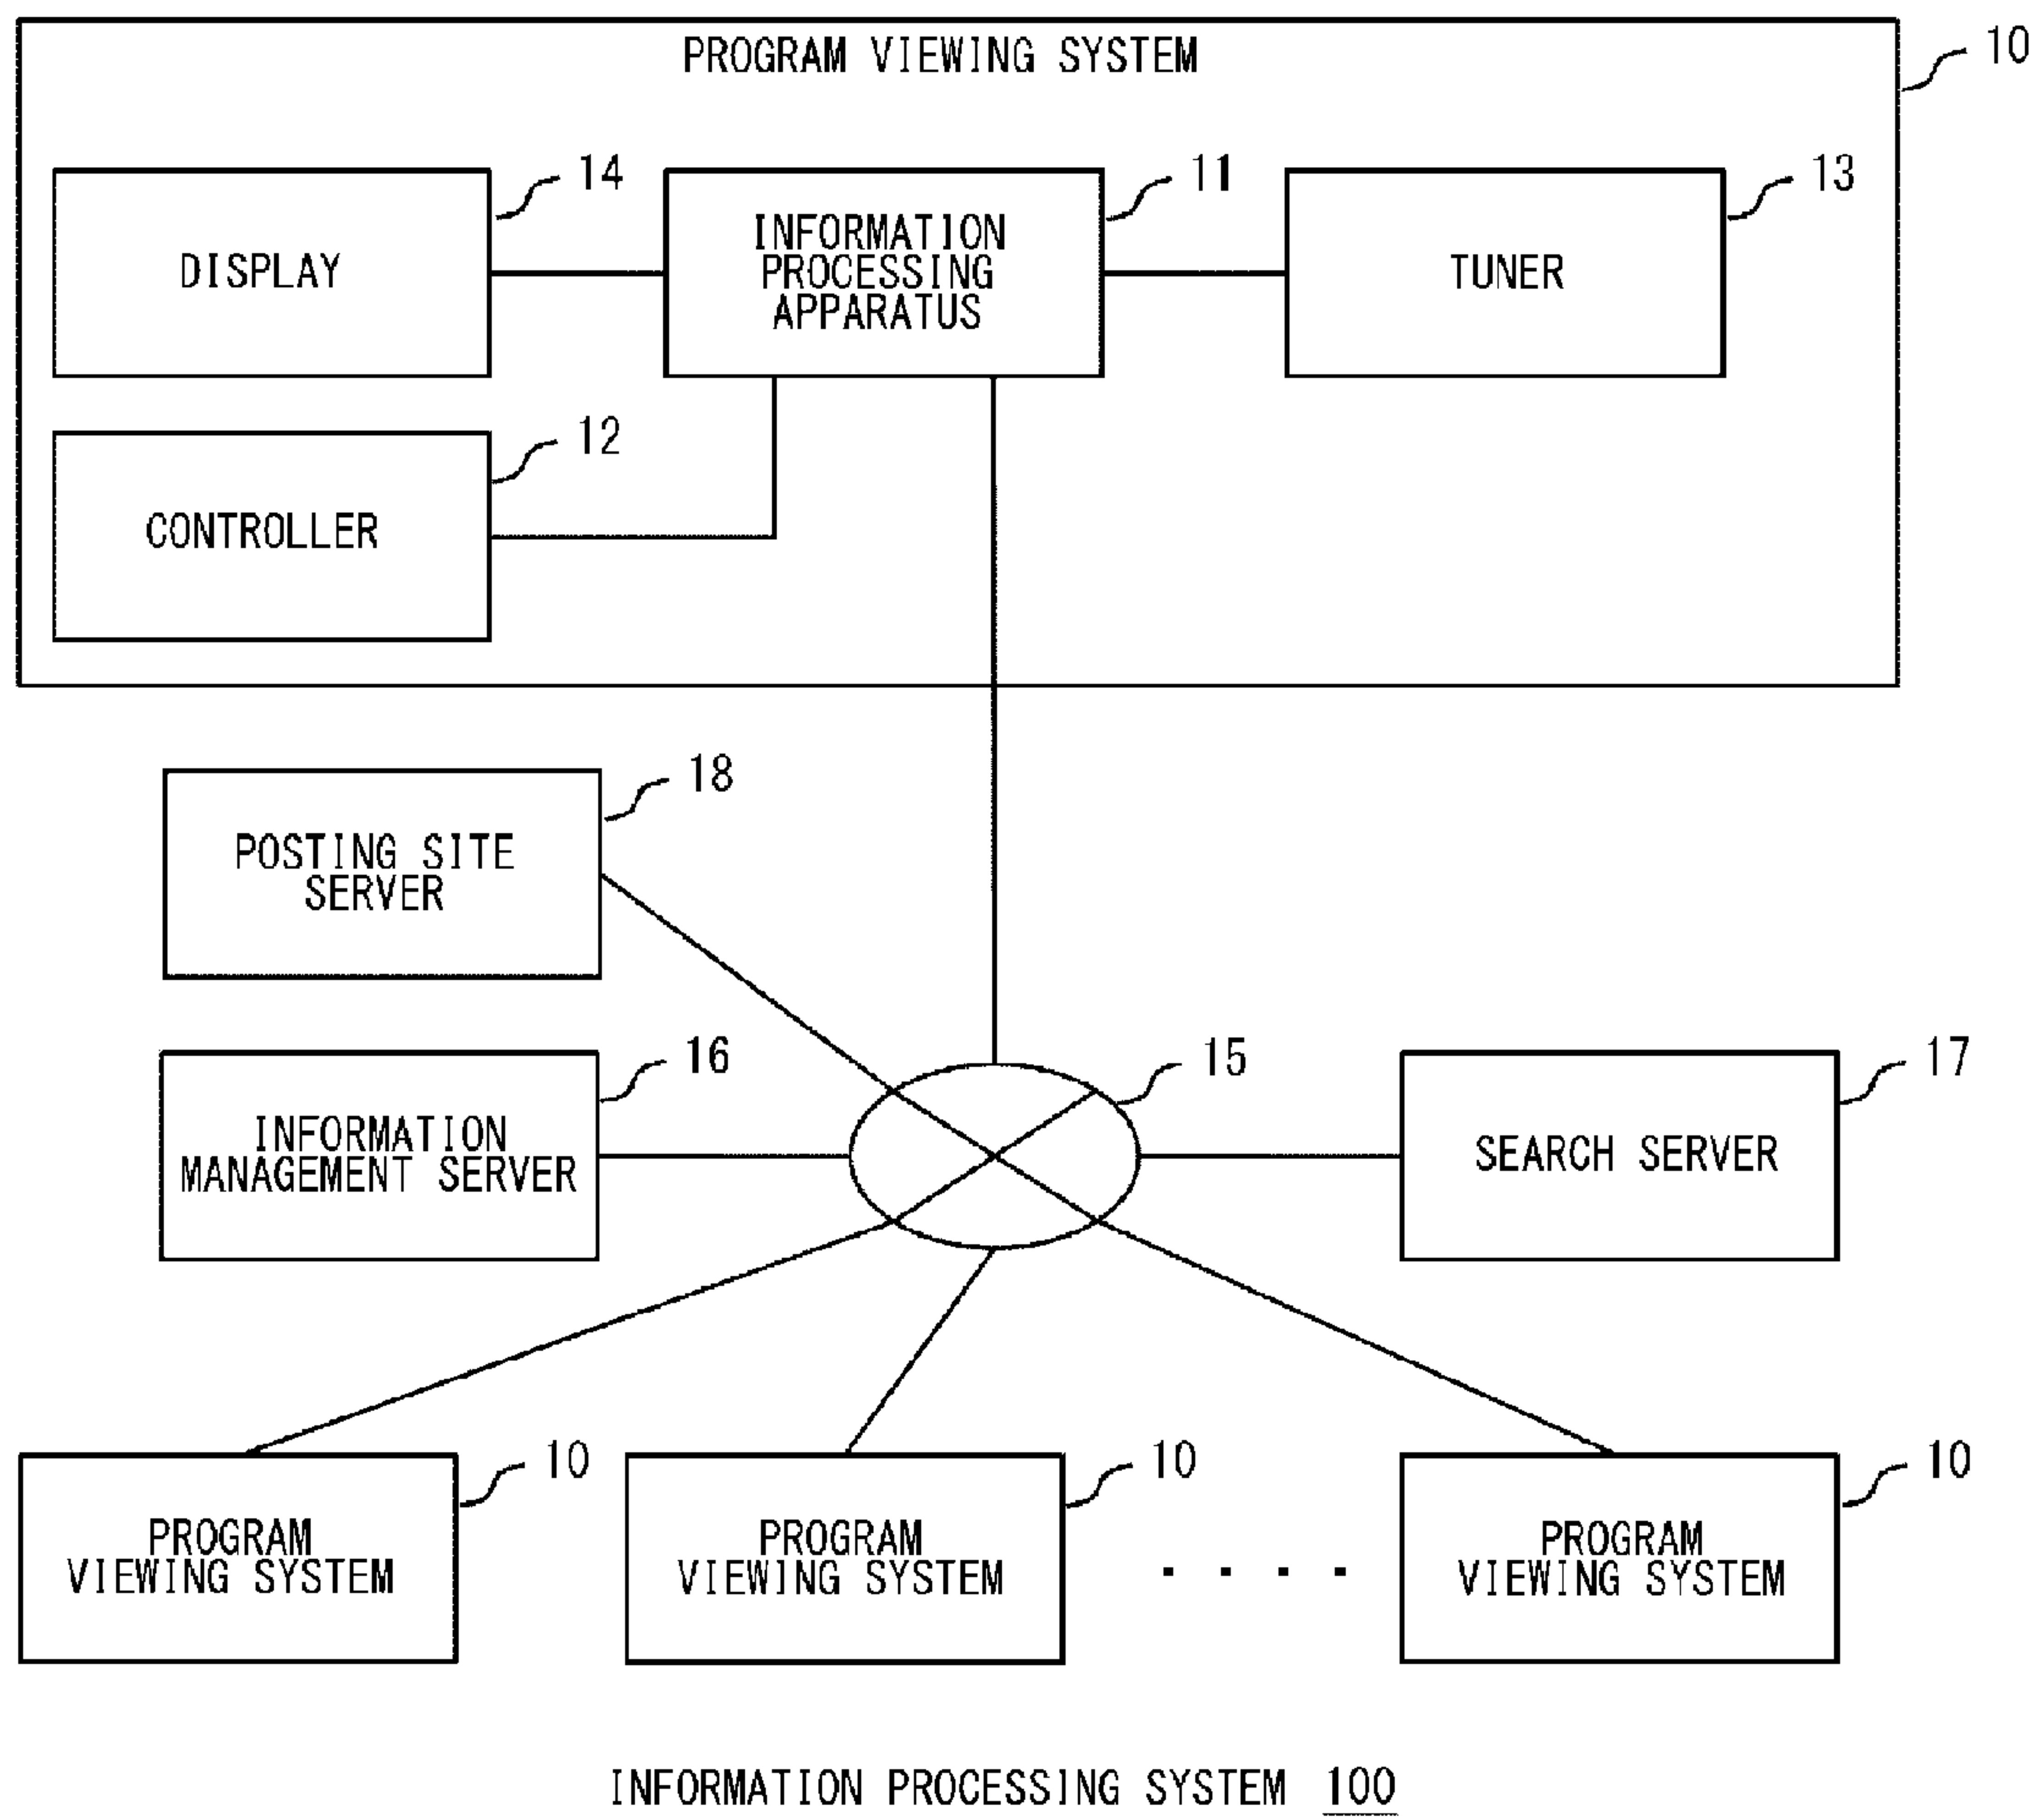 PROGRAM VIEWING SYSTEM
10
14
11
13
DISPLAY
INFORMATION
PROCESSING
APPARATUS
TUNER
12
CONTROLLER
18
POSTING SITE
SERVER
16
15
17
INFORMATION
MANAGEMENT SERVER
SEARCH SERVER
10
10
10
PROGRAM
VIEWING SYSTEM
PROGRAM
VIEWING SYSTEM
PROGRAM
VIEWING SYSTEM
INFORMATION PROCESSING SYSTEM 100